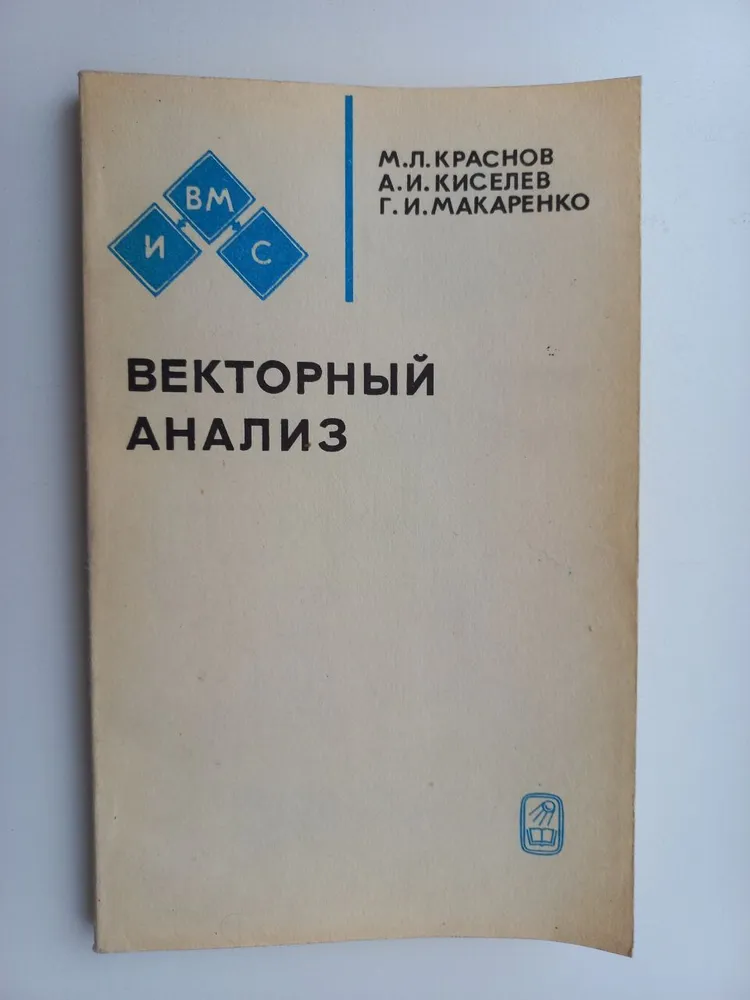 ВМ
И
С
М.Л.КРАСНОВ
А.И.КИСЕЛЕВ
Г.И.МАКАРЕНКО
ВЕКТОРНЫЙ
АНАЛИЗ